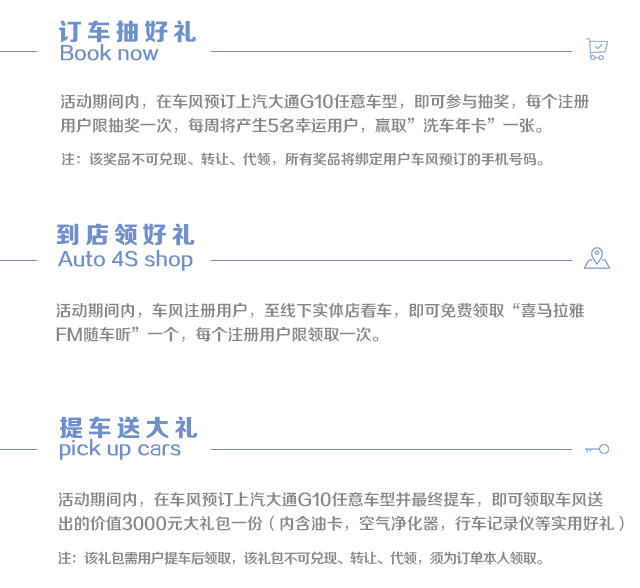 订车抽好礼
Book now
活动期间内，在车风预订上汽大通G10任意车型，即可参与抽奖，每个注册
用户限抽奖一次，每周将产生5名幸运用户，赢取”洗车年卡”一张。
注：该奖品不可兑现、转让、代领，所有奖品将绑定用户车风预订的手机号码。
到店领好礼
Auto 4S shop
活动期间内，车风注册用户，至线下实体店看车，即可免费领取“喜马拉雅
FM随车听”一个，每个注册用户限领取一次。
提车送大礼
pick up cars
活动期间内，在车风预订上汽大通G10任意车型并最终提车，即可领取车风送
出的价值3000元大礼包一份（内含油卡，空气净化器，行车记录仪等实用好礼）
注：该礼包需用户提车后领取，该礼包不可兑现、转让、代领，须为订单本人领取。